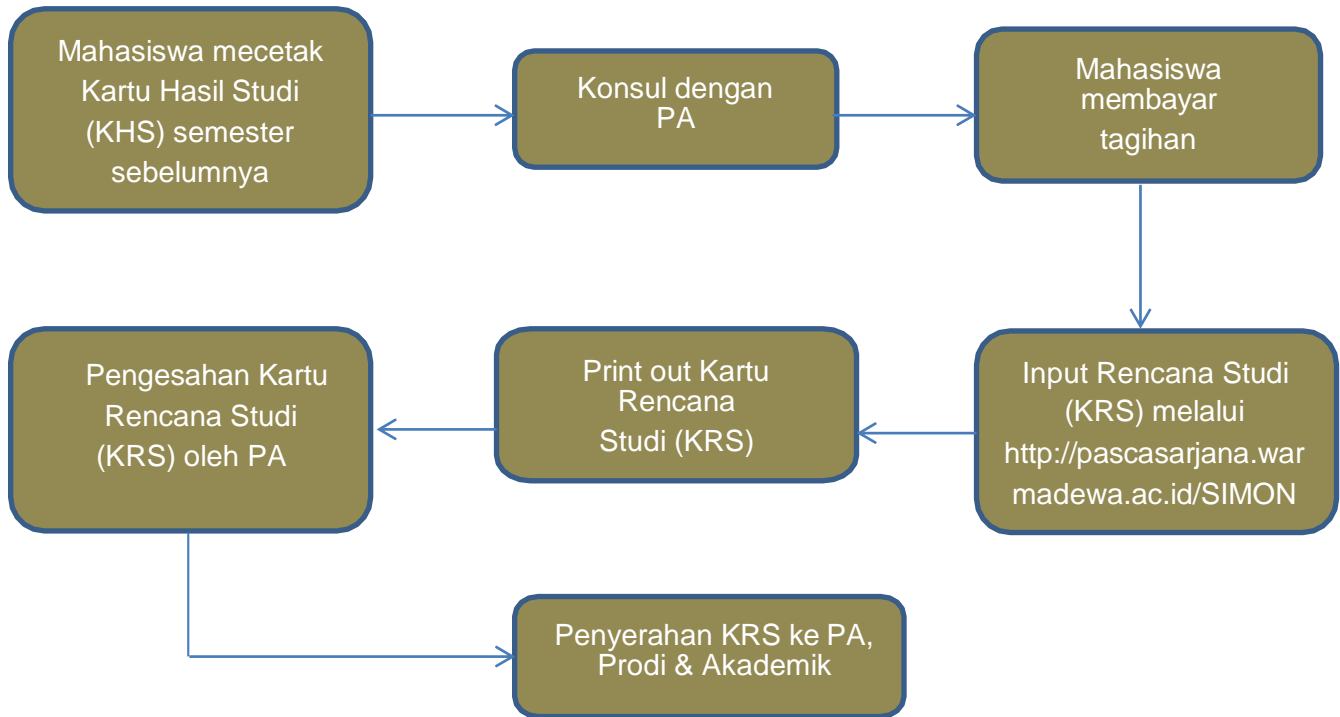 Mahasiswa mecetak
Kartu Hasil Studi
(KHS) semester
sebelumnya
Konsul dengan
PA
Mahasiswa
membayar
tagihan
Input Rencana Studi
(KRS) melalui
http://pascasarjana.war
madewa.ac.id/SIMON
Print out Kartu
Rencana
Studi (KRS)
Pengesahan Kartu
Rencana Studi
(KRS) oleh PA
Penyerahan KRS ke PA,
Prodi & Akademik